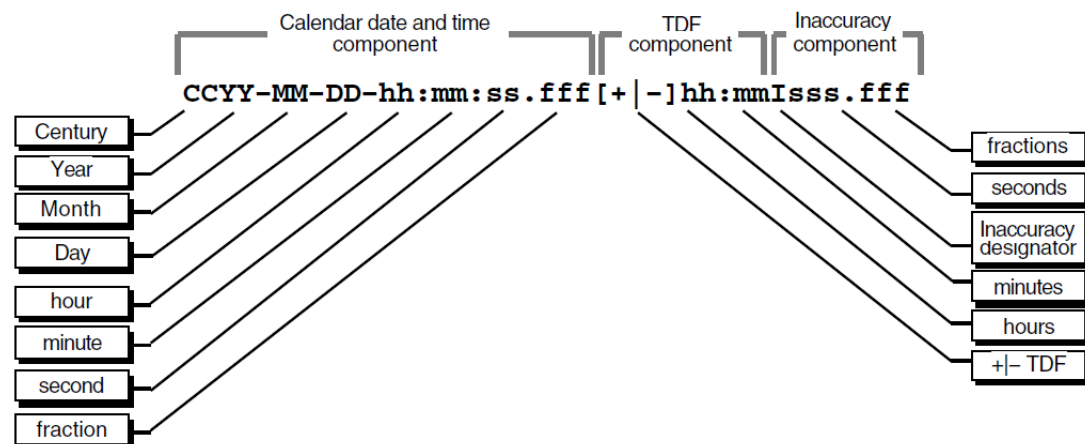 Calendar date and time
component
TDF
component
Inaccuracy
component
CCYY-MM-DD-hh:mm:ss.fff[+|-]hh:mmIsss.fff
Century
Year
Month
Day
hour
minute
second
fraction
fractions
seconds
Inaccuracy
designator
minutes
hours
+|– TDF